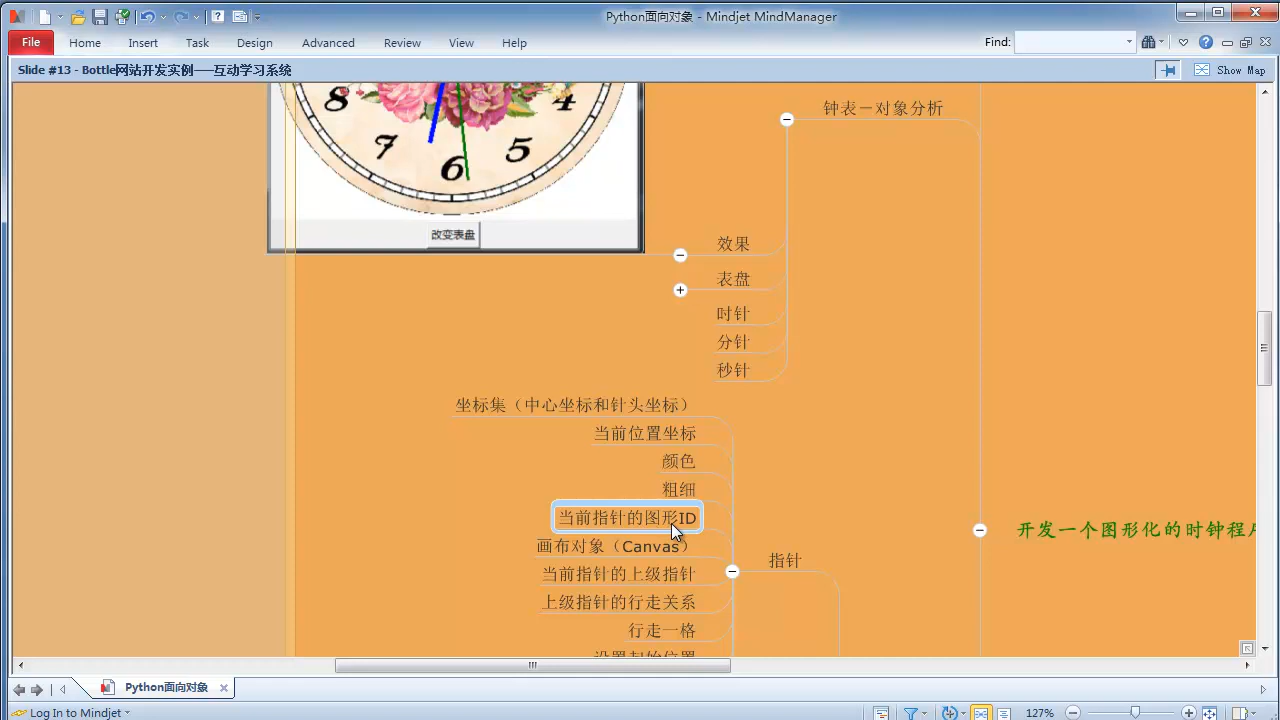 Python面向对象 - Mindjet MindManager
File Home Insert Task Design Advanced Review View Help Find:
Slide #13 - Bottle网站开发实例——互动学习系统 Show Map
8 4
7 5
6
改变表盘
钟表－对象分析
效果
表盘
时针
分针
秒针
坐标集（中心坐标和针头坐标）
当前位置坐标
颜色
粗细
当前指针的图形ID
画布对象（Canvas）
当前指针的上级指针
上级指针的行走关系
行走一格
设置起始位置
指针
开发一个图形化的时钟程
Python面向对象
Log In to Mindjet 127%